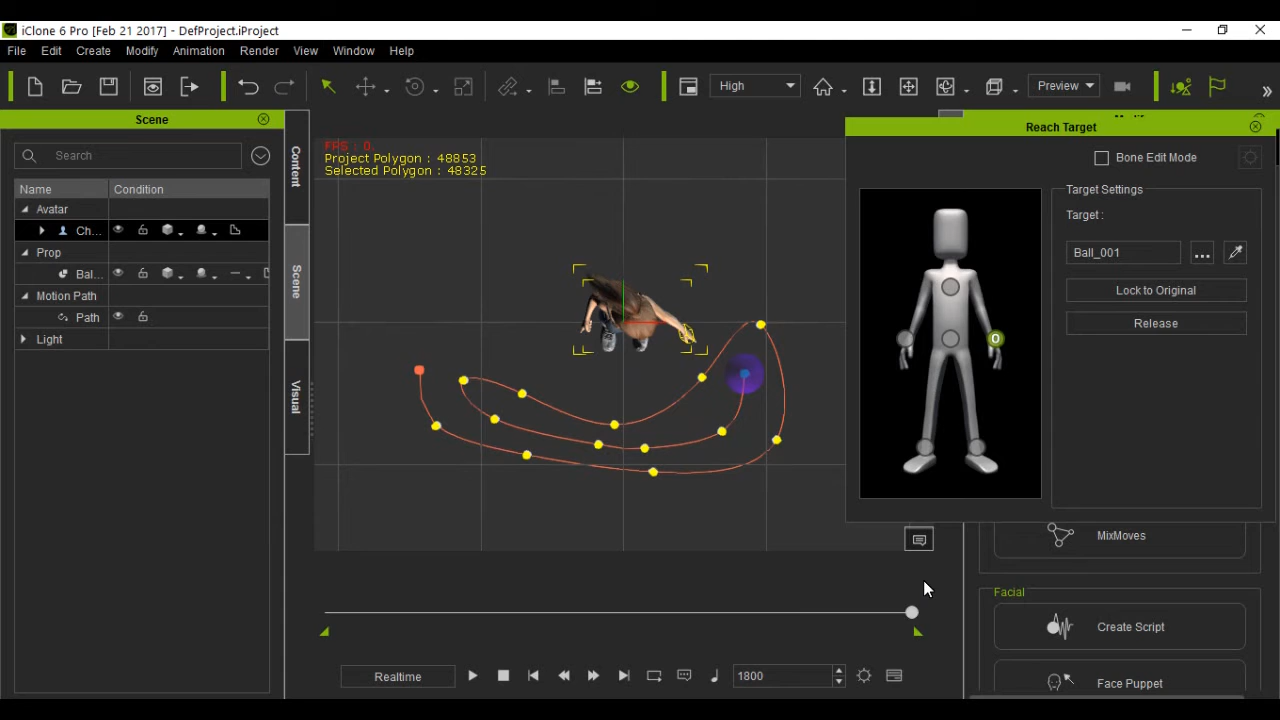 iClone 6 Pro [Feb 21 2017] - DefProject.iProject
File Edit Create Modify Animation Render View Window Help
High
Preview
Scene
Search
Name Condition
Avatar
Ch...
Prop
Bal...
Motion Path
Path
Light
Content
Scene
Visual
FPS : 0.
Project Polygon : 48853
Selected Polygon : 48325
Reach Target
Bone Edit Mode
Target Settings
Target :
Ball_001
Lock to Original
Release
MixMoves
Facial
Create Script
Face Puppet
Realtime
1800